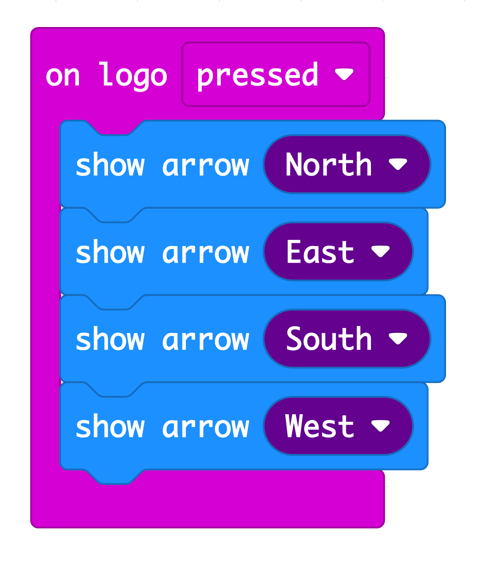 on logo pressed
show arrow North
show arrow East
show arrow South
show arrow West